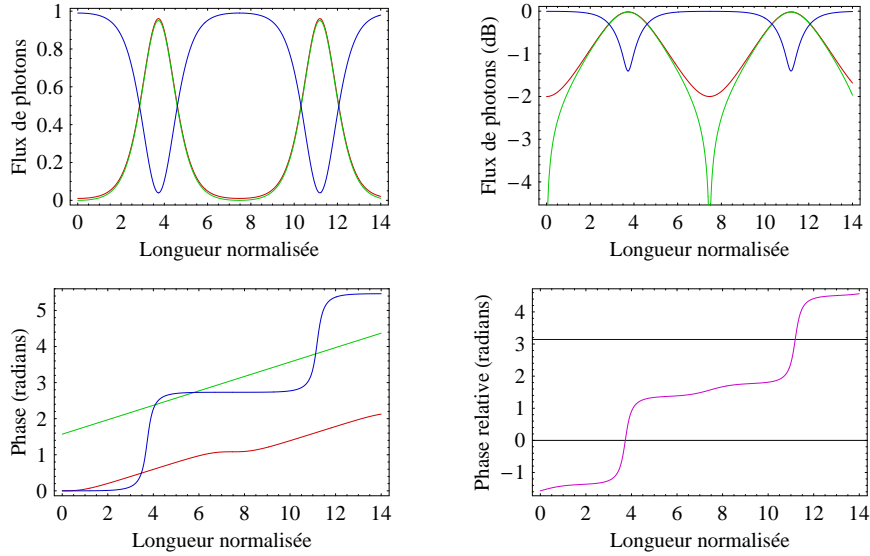 Flux de photons
1
0.8
0.6
0.4
0.2
0
0 2 4 6 8 10 12 14
Longueur normalisée
Flux de photons (dB)
0
−1
−2
−3
−4
0 2 4 6 8 10 12 14
Longueur normalisée
Phase (radians)
5
4
3
2
1
0
0 2 4 6 8 10 12 14
Longueur normalisée
Phase relative (radians)
4
3
2
1
0
−1
0 2 4 6 8 10 12 14
Longueur normalisée